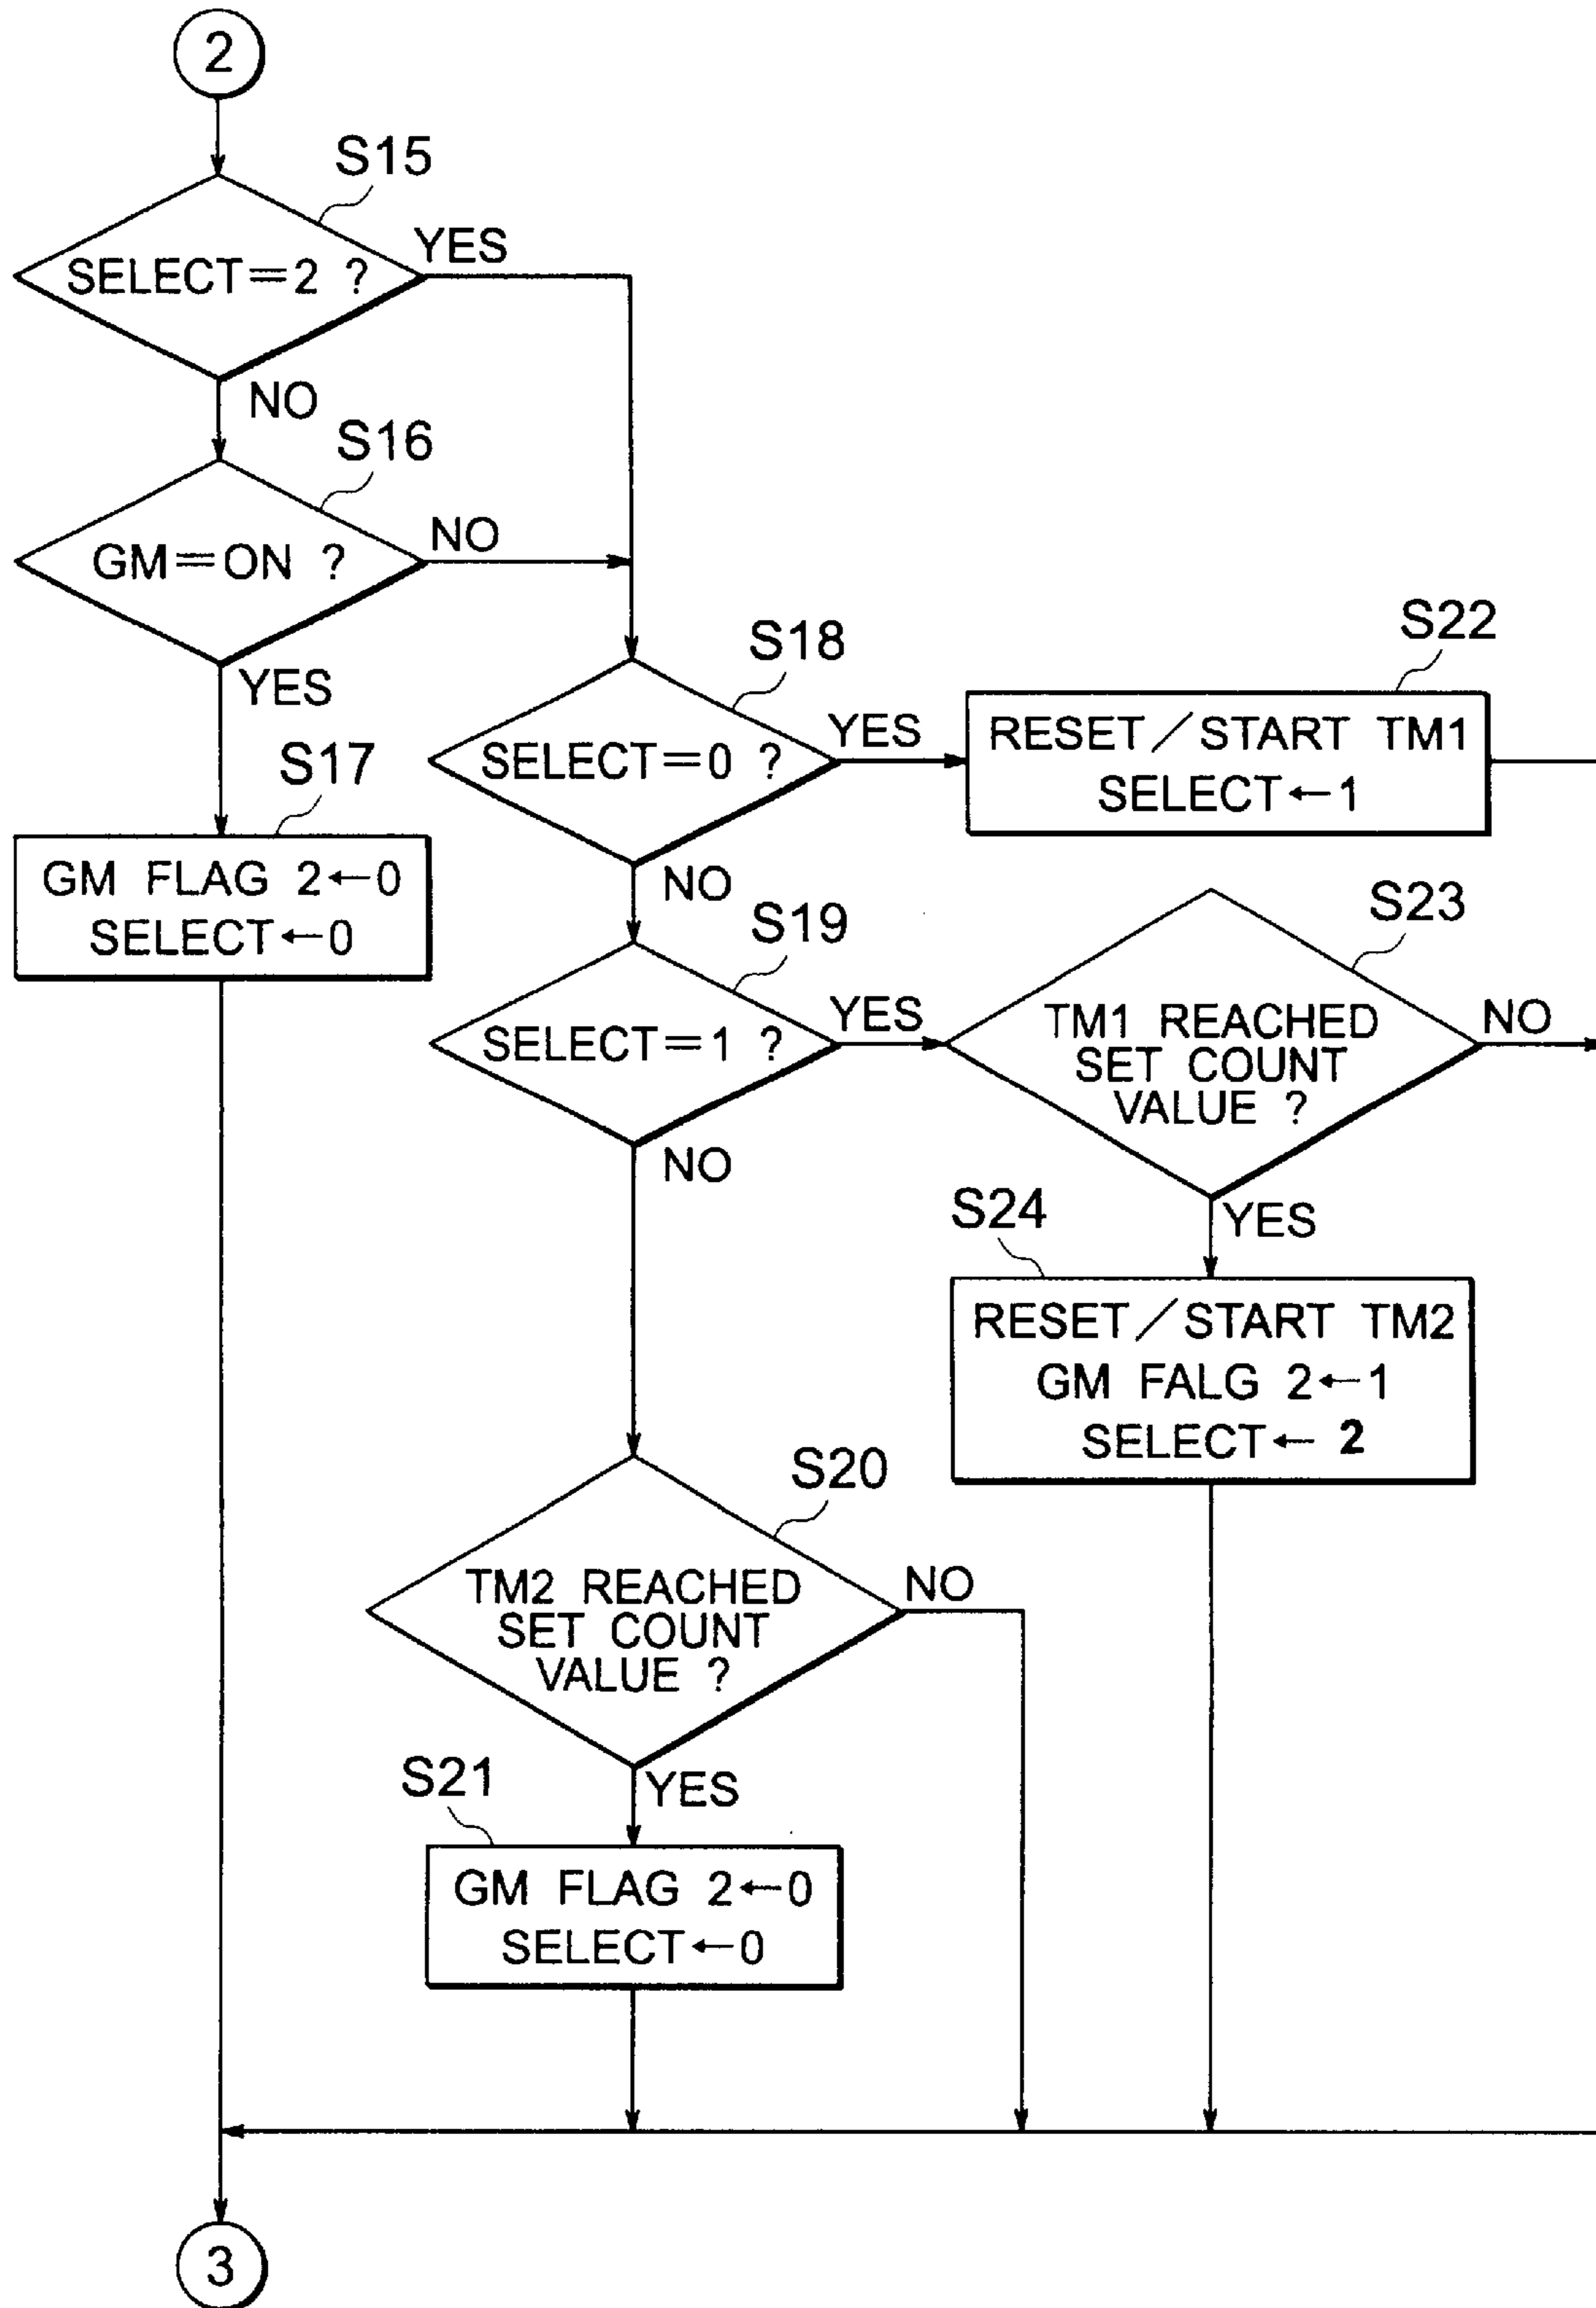 2
S15
SELECT=2 ?
YES
NO
S16
GM=ON ?
NO
YES
S17
GM FLAG 2←0
SELECT←0
S18
SELECT=0 ?
YES
NO
S22
RESET/START TM1
SELECT←1
S19
SELECT=1 ?
YES
NO
S23
TM1 REACHED
SET COUNT
VALUE ?
NO
YES
S24
RESET/START TM2
GM FALG 2←1
SELECT← 2
S20
TM2 REACHED
SET COUNT
VALUE ?
NO
YES
S21
GM FLAG 2←0
SELECT←0
3